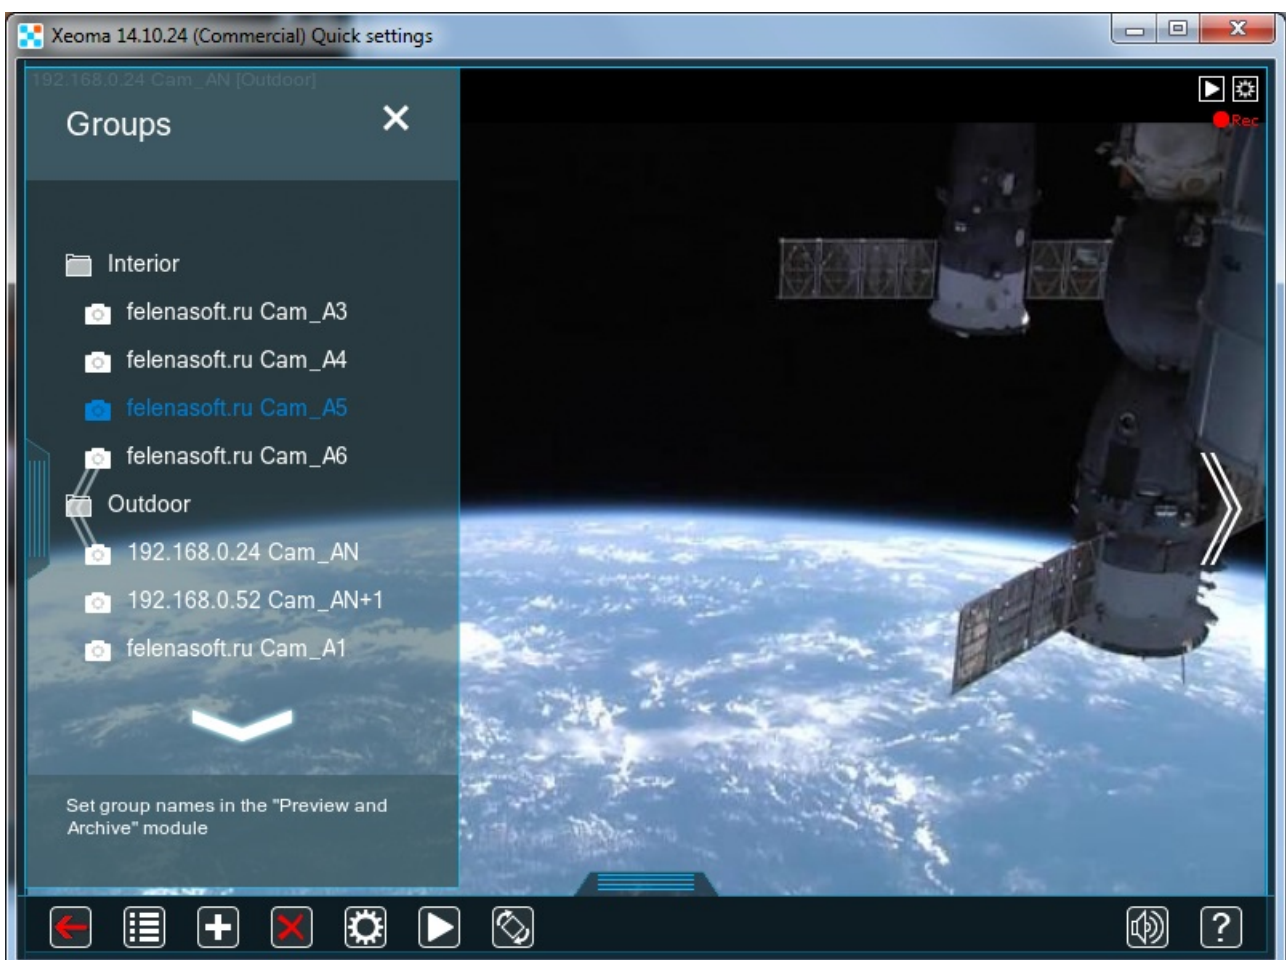 Xeoma 14.10.24 (Commercial) Quick settings
192.168.0.24 Cam_AN [Outdoor]
Groups
Rec
Interior
felenasoft.ru Cam_A3
felenasoft.ru Cam_A4
felenasoft.ru Cam_A5
felenasoft.ru Cam_A6
Outdoor
192.168.0.24 Cam_AN
192.168.0.52 Cam_AN+1
felenasoft.ru Cam_A1
Set group names in the "Preview and
Archive" module
?